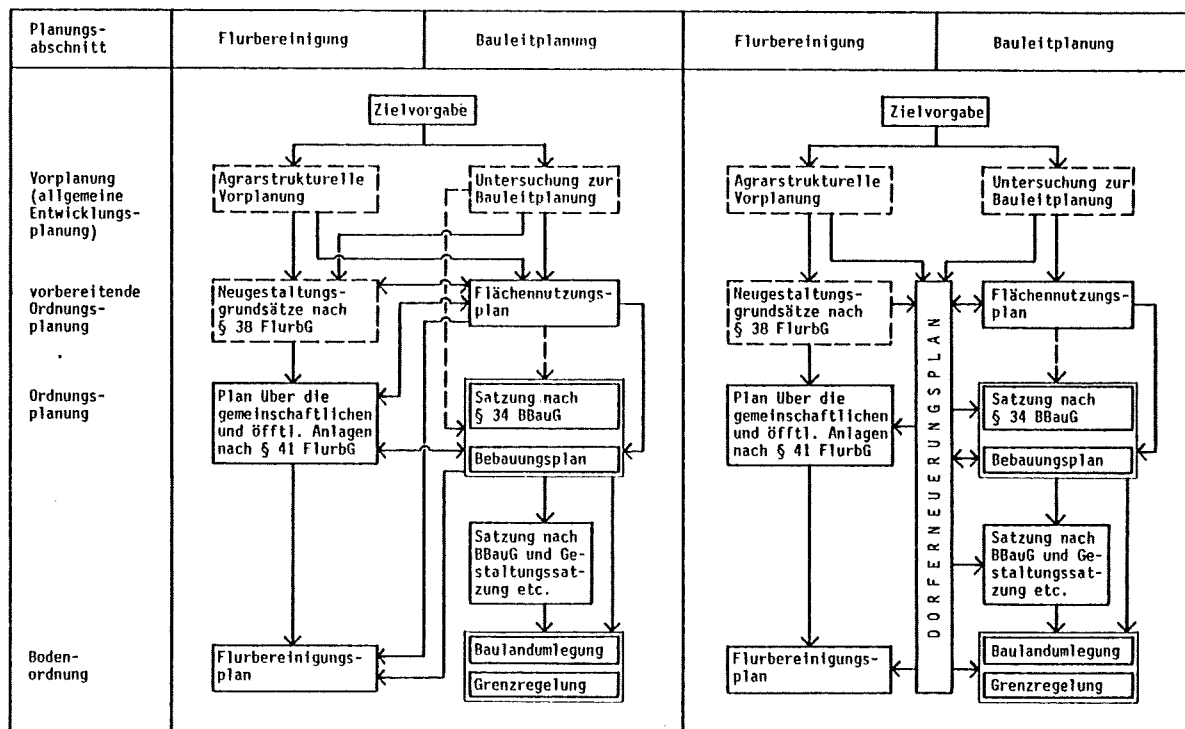 Planungs-
abschnitt
Flurbereinigung
Bauleitplanung
Flurbereinigung
Bauleitplanung
Vorplanung
(allgemeine
Entwicklungs-
planung)
vorbereitende
Ordnungs-
planung
Ordnungs-
planung
Boden-
ordnung
Zielvorgabe
Agrarstrukturelle
Vorplanung
Untersuchung zur
Bauleitplanung
Neugestaltungs-
grundsätze nach
§ 38 FlurbG
Flächennutzungs-
plan
Plan Über die
gemeinschaftlichen
und öfftl. Anlagen
nach § 41 FlurbG
Satzung nach
§ 34 BBauG
Bebauungsplan
Satzung nach
BBauG und Ge-
staltungssat-
zung etc.
Flurbereinigungs-
plan
Baulandumlegung
Grenzregelung
Zielvorgabe
Agrarstrukturelle
Vorplanung
Untersuchung zur
Bauleitplanung
Neugestaltungs-
grundsätze nach
§ 38 FlurbG
DORFERNEUERUNGSPLAN
Flächennutzungs-
plan
Plan Über die
gemeinschaftlichen
und öfftl. Anlagen
nach § 41 FlurbG
Satzung nach
§ 34 BBauG
Bebauungsplan
Satzung nach
BBauG und Ge-
staltungssat-
zung etc.
Flurbereinigungs-
plan
Baulandumlegung
Grenzregelung